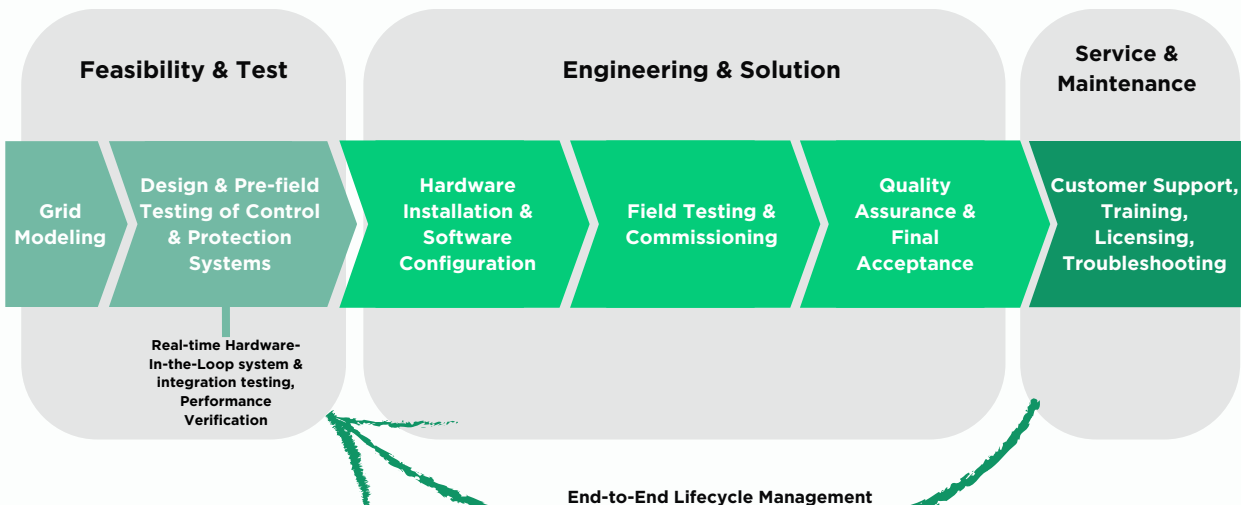 Feasibility & Test
Engineering & Solution
Service &
Maintenance
Grid
Modeling
Design & Pre-field
Testing of Control
& Protection
Systems
Hardware
Installation &
Software
Configuration
Field Testing &
Commissioning
Quality
Assurance &
Final
Acceptance
Customer Support,
Training,
Licensing,
Troubleshooting
Real-time Hardware-
In-the-Loop system &
integration testing,
Performance
Verification
End-to-End Lifecycle Management